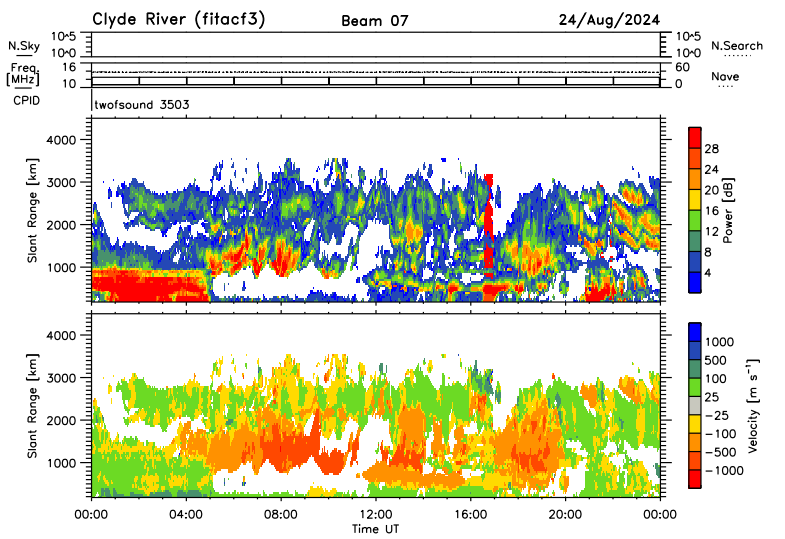 Clyde River (fitacf3) Beam 07 24/Aug/2024
N.Sky 10^5 10^0 10^5 10^0 N.Search
Freq. [MHz] 16 10 60 0 Nave
CPID twofsound 3503
Slant Range [km] 4000 3000 2000 1000
28 24 20 16 12 8 4 Power [dB]
Slant Range [km] 4000 3000 2000 1000
1000 500 100 25 −25 −100 −500 −1000 Velocity [m s⁻¹]
00:00 04:00 08:00 12:00 16:00 20:00 00:00
Time UT